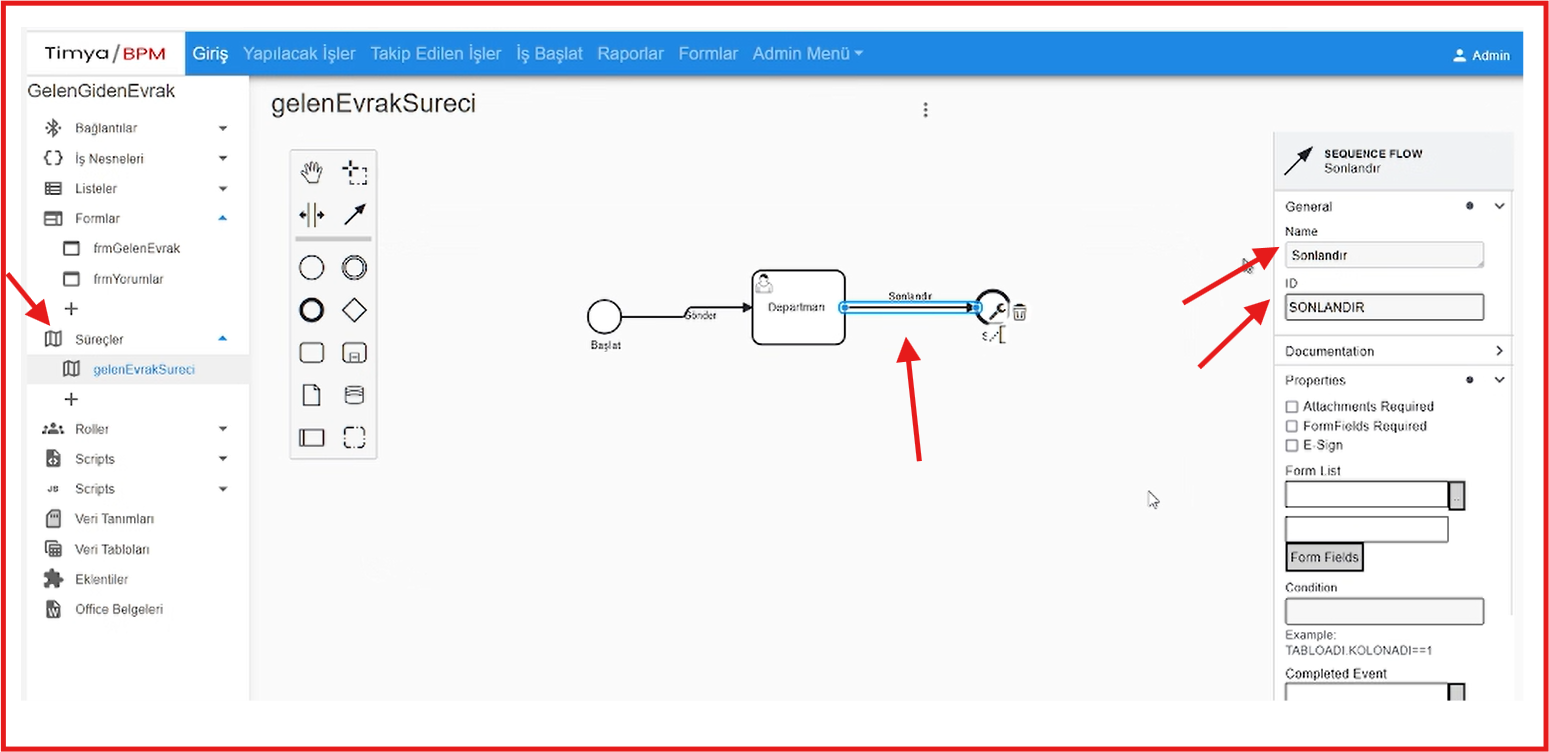 Timya/BPM
Giriş Yapılacak İşler Takip Edilen İşler İş Başlat Raporlar Formlar Admin Menü
Admin
GelenGidenEvrak
Bağlantılar
İş Nesneleri
Listeler
Formlar
frmGelenEvrak
frmYorumlar
Süreçler
gelenEvrakSureci
Roller
Scripts
JS Scripts
Veri Tanımları
Veri Tabloları
Eklentiler
Office Belgeleri
gelenEvrakSureci
Başlat
Gönder
Departman
Sonlandır
SEQUENCE FLOW
Sonlandır
General
Name
Sonlandır
ID
SONLANDIR
Documentation
Properties
Attachments Required
FormFields Required
E-Sign
Form List
...
Form Fields
Condition
Example:
TABLOADI.KOLONADI==1
Completed Event